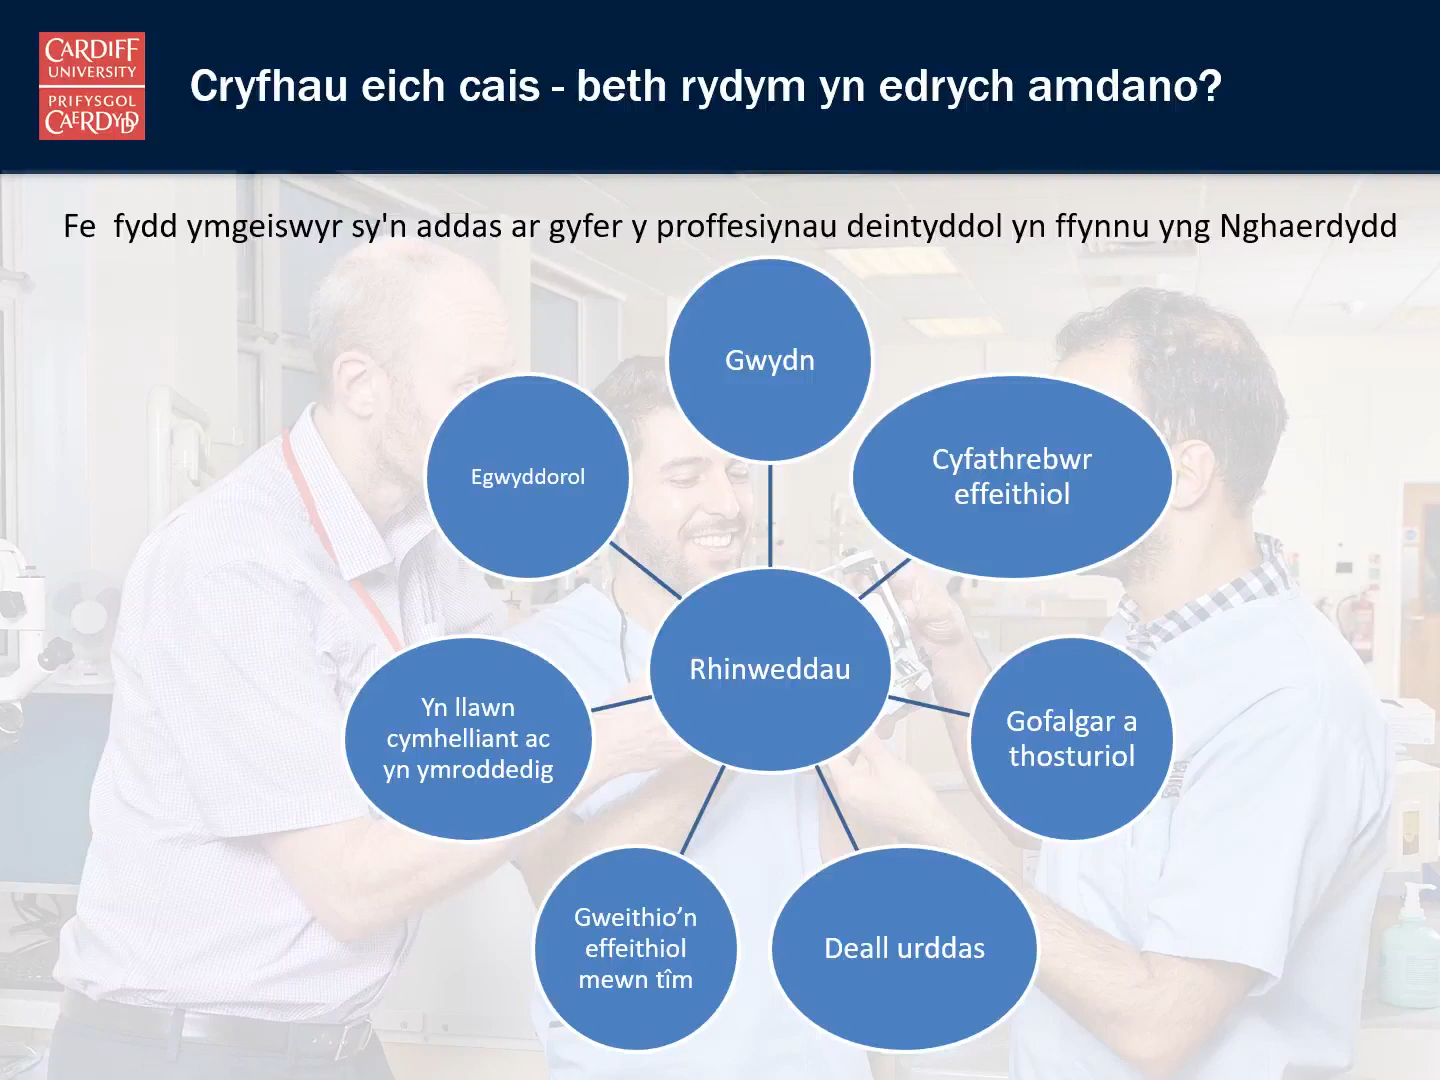 CARDIFF
UNIVERSITY
PRIFYSGOL
CAERDYDD
Cryfhau eich cais - beth rydym yn edrych amdano?
Fe  fydd ymgeiswyr sy'n addas ar gyfer y proffesiynau deintyddol yn ffynnu yng Nghaerdydd
Gwydn
Cyfathrebwr
effeithiol
Gofalgar a
thosturiol
Deall urddas
Gweithio’n
effeithiol
mewn tîm
Yn llawn
cymhelliant ac
yn ymroddedig
Egwyddorol
Rhinweddau